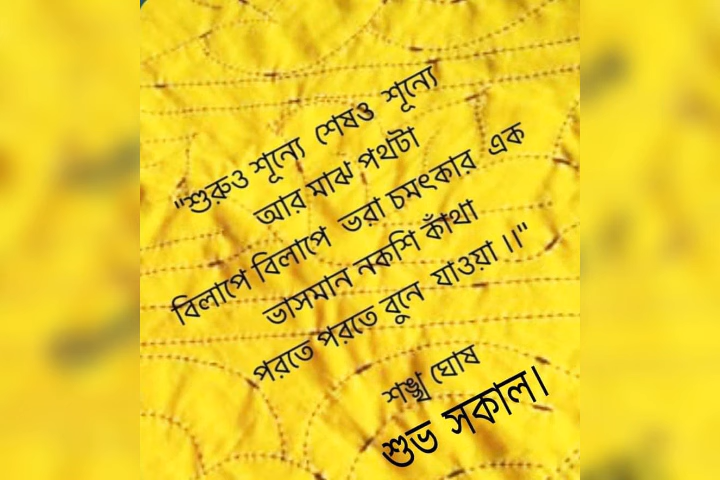 "শুরুও শূন্যে শেষও শূন্যে
আর মাঝ পথটা
বিলাপে বিলাপে ভরা চমৎকার এক
ভাসমান নকশি কাঁথা
পরতে পরতে বুনে যাওয়া ।।"
শঙ্খ ঘোষ
শুভ সকাল।